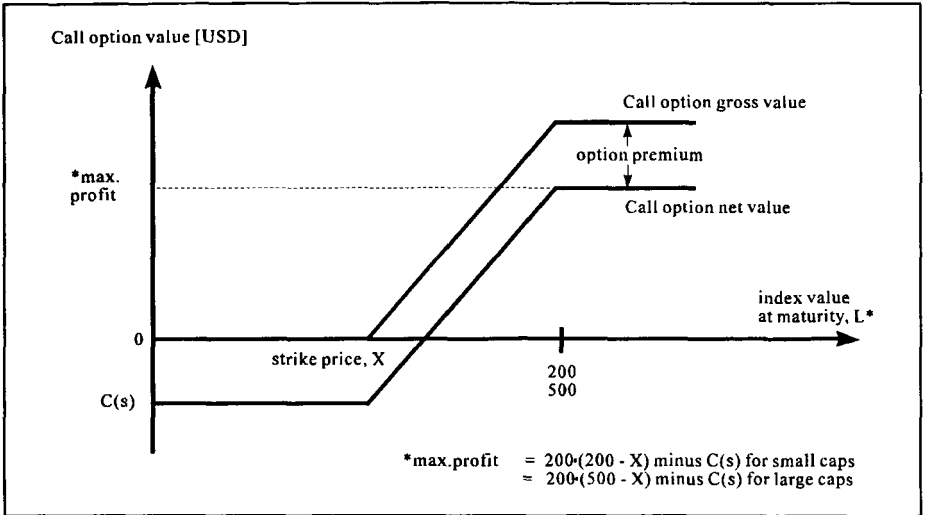 Call option value [USD]
Call option gross value
option premium
*max.
profit
Call option net value
index value
at maturity, L*
0
strike price, X
200
500
C(s)
*max.profit = 200·(200 - X) minus C(s) for small caps
= 200·(500 - X) minus C(s) for large caps